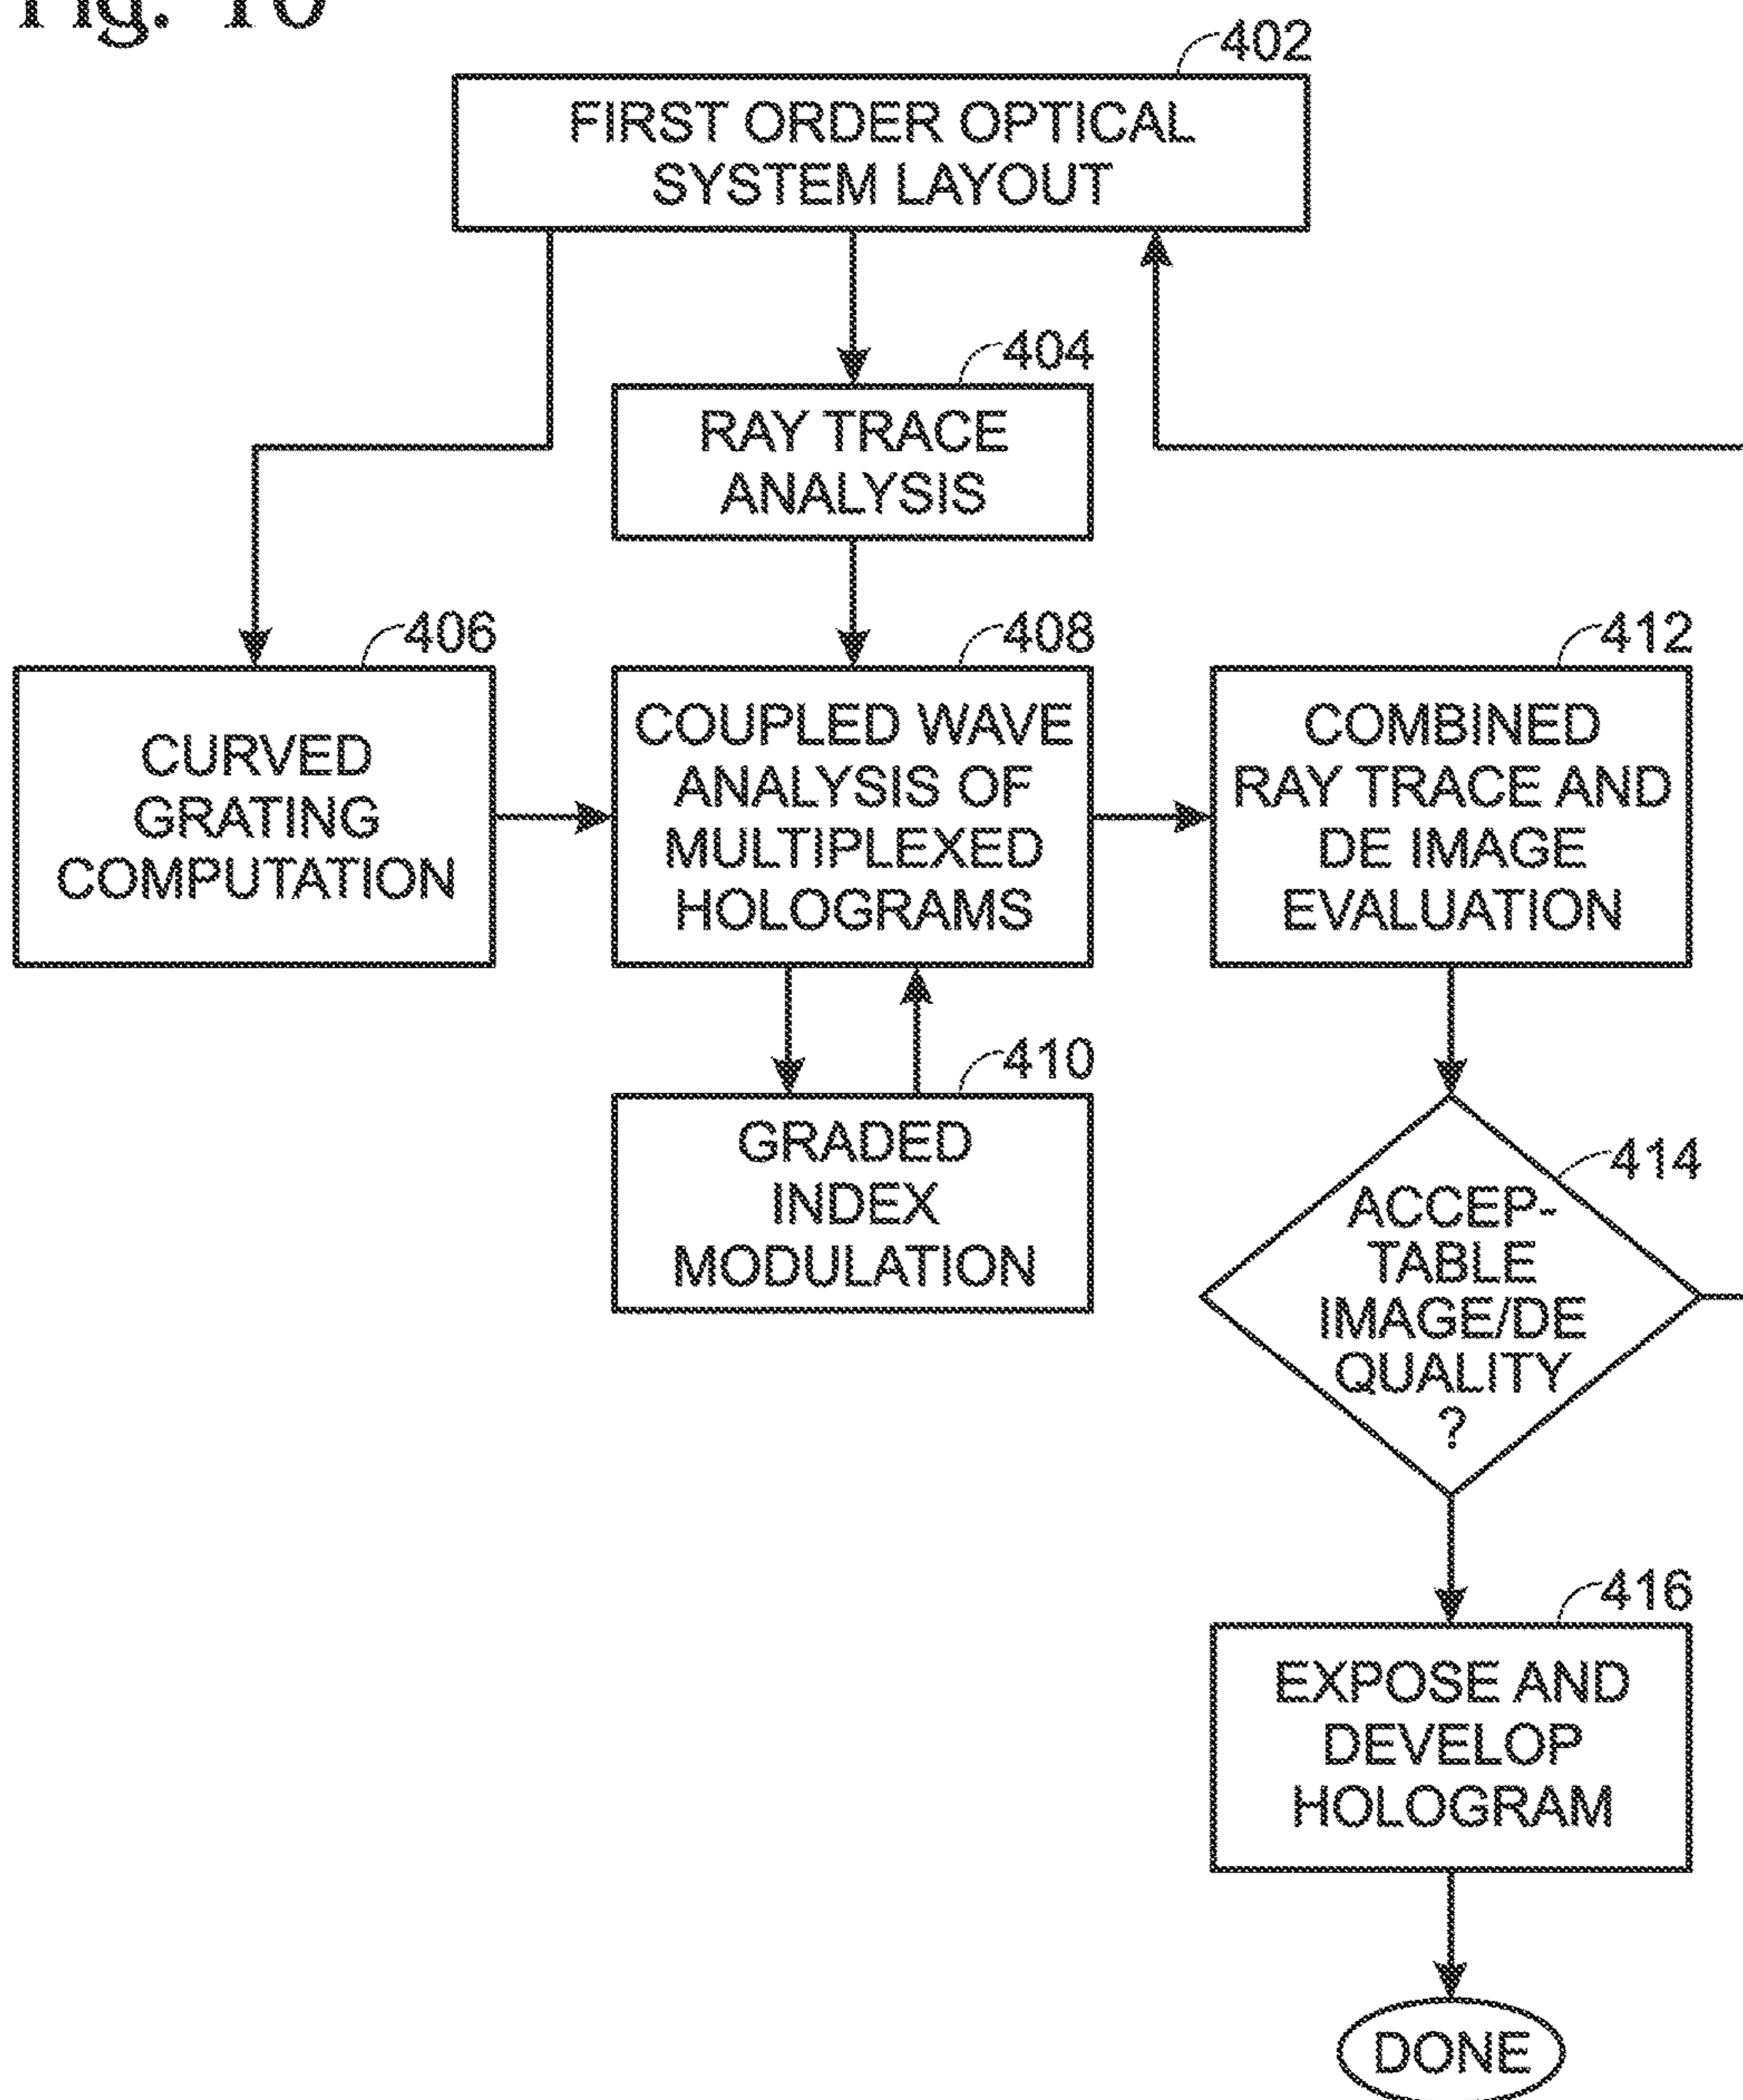 Fig. 10
402
FIRST ORDER OPTICAL
SYSTEM LAYOUT
404
RAY TRACE
ANALYSIS
406
CURVED
GRATING
COMPUTATION
408
COUPLED WAVE
ANALYSIS OF
MULTIPLEXED
HOLOGRAMS
412
COMBINED
RAY TRACE AND
DE IMAGE
EVALUATION
410
GRADED
INDEX
MODULATION
414
ACCEP-
TABLE
IMAGE/DE
QUALITY
?
416
EXPOSE AND
DEVELOP
HOLOGRAM
DONE